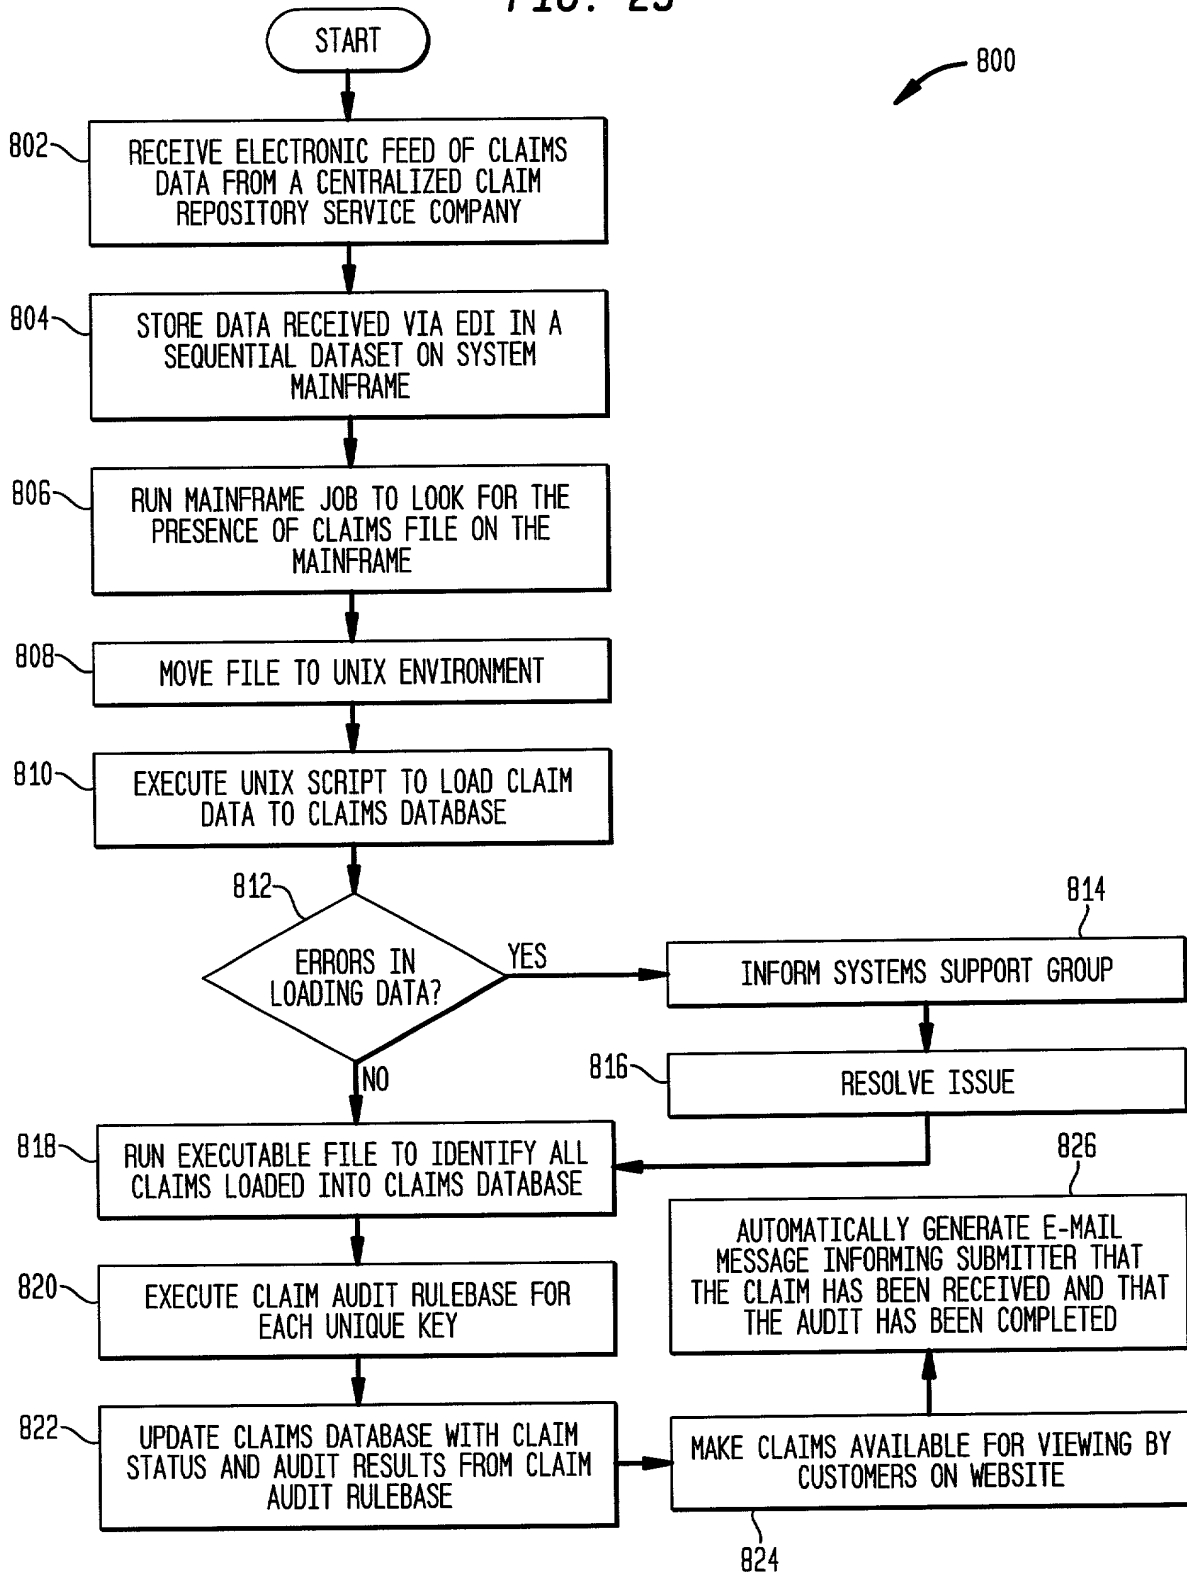 START
800
802
RECEIVE ELECTRONIC FEED OF CLAIMS
DATA FROM A CENTRALIZED CLAIM
REPOSITORY SERVICE COMPANY
804
STORE DATA RECEIVED VIA EDI IN A
SEQUENTIAL DATASET ON SYSTEM
MAINFRAME
806
RUN MAINFRAME JOB TO LOOK FOR THE
PRESENCE OF CLAIMS FILE ON THE
MAINFRAME
808
MOVE FILE TO UNIX ENVIRONMENT
810
EXECUTE UNIX SCRIPT TO LOAD CLAIM
DATA TO CLAIMS DATABASE
812
ERRORS IN
LOADING DATA?
YES
NO
814
INFORM SYSTEMS SUPPORT GROUP
816
RESOLVE ISSUE
818
RUN EXECUTABLE FILE TO IDENTIFY ALL
CLAIMS LOADED INTO CLAIMS DATABASE
820
EXECUTE CLAIM AUDIT RULEBASE FOR
EACH UNIQUE KEY
822
UPDATE CLAIMS DATABASE WITH CLAIM
STATUS AND AUDIT RESULTS FROM CLAIM
AUDIT RULEBASE
824
MAKE CLAIMS AVAILABLE FOR VIEWING BY
CUSTOMERS ON WEBSITE
826
AUTOMATICALLY GENERATE E-MAIL
MESSAGE INFORMING SUBMITTER THAT
THE CLAIM HAS BEEN RECEIVED AND THAT
THE AUDIT HAS BEEN COMPLETED